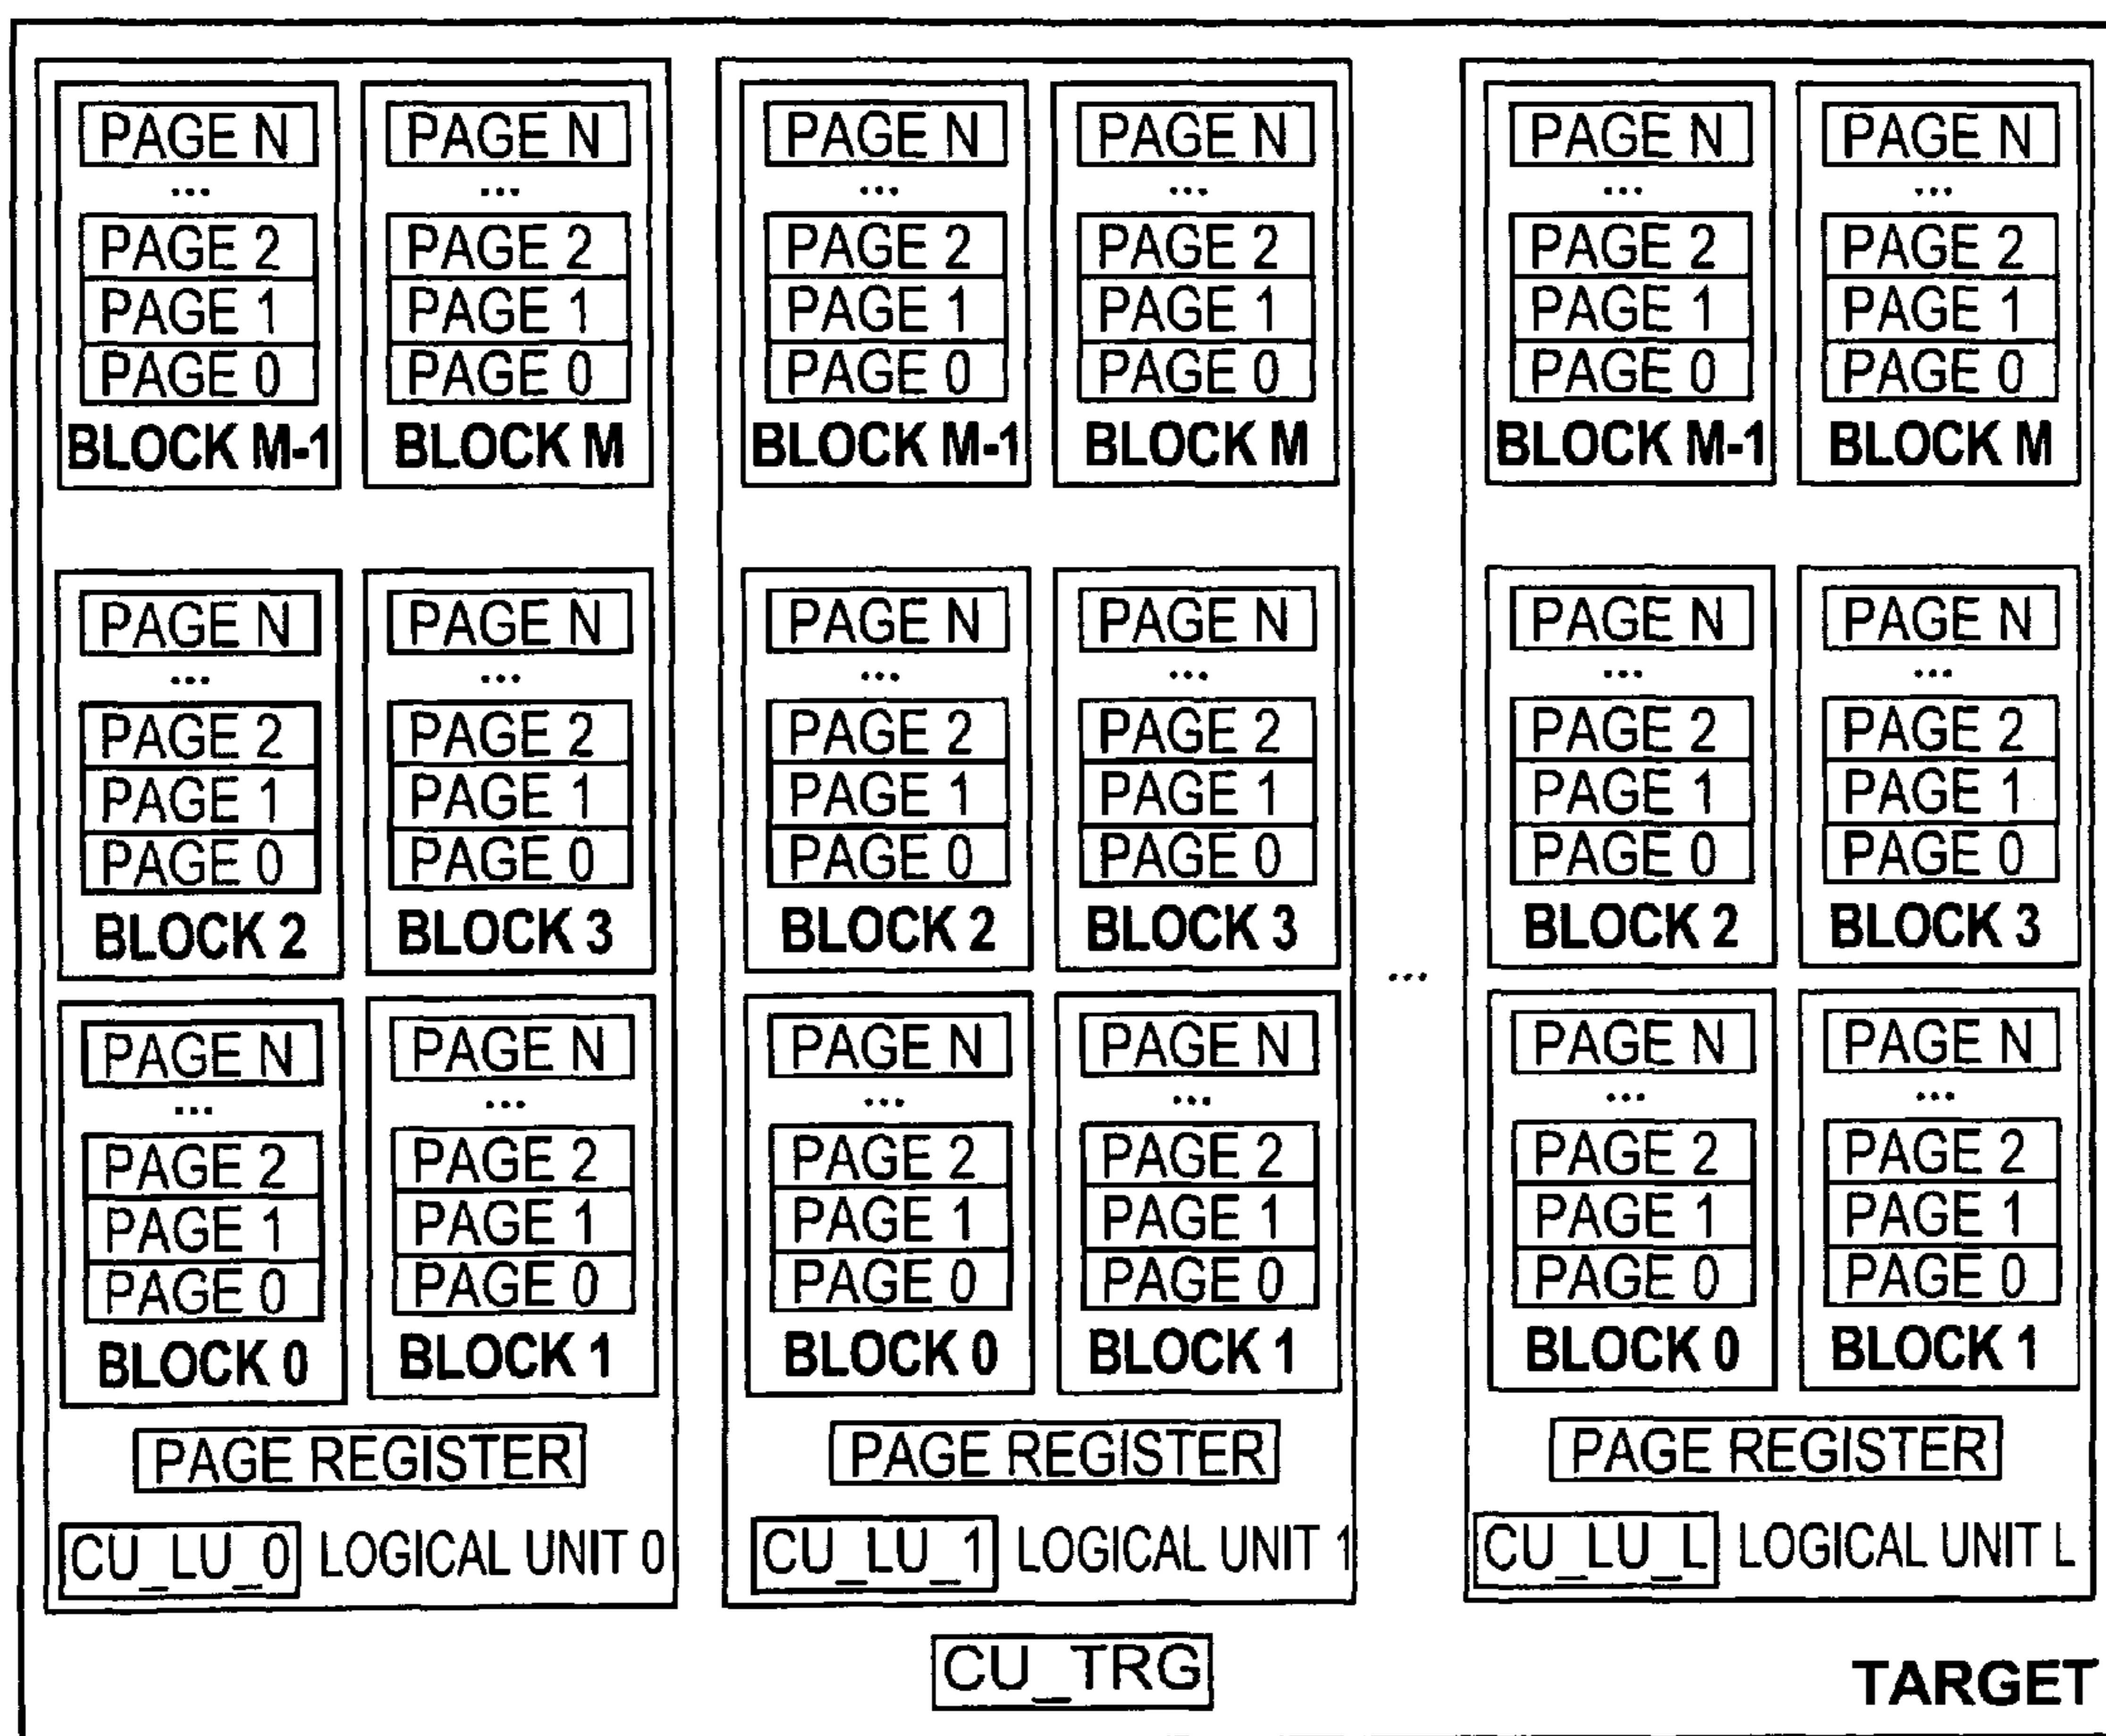 PAGE N PAGE N PAGE N PAGE N PAGE N PAGE N
... ... ... ... ... ...
PAGE 2 PAGE 2 PAGE 2 PAGE 2 PAGE 2 PAGE 2
PAGE 1 PAGE 1 PAGE 1 PAGE 1 PAGE 1 PAGE 1
PAGE 0 PAGE 0 PAGE 0 PAGE 0 PAGE 0 PAGE 0
BLOCK M-1 BLOCK M BLOCK M-1 BLOCK M BLOCK M-1 BLOCK M
PAGE N PAGE N PAGE N PAGE N PAGE N PAGE N
... ... ... ... ... ...
PAGE 2 PAGE 2 PAGE 2 PAGE 2 PAGE 2 PAGE 2
PAGE 1 PAGE 1 PAGE 1 PAGE 1 PAGE 1 PAGE 1
PAGE 0 PAGE 0 PAGE 0 PAGE 0 PAGE 0 PAGE 0
BLOCK 2 BLOCK 3 BLOCK 2 BLOCK 3 BLOCK 2 BLOCK 3
...
PAGE N PAGE N PAGE N PAGE N PAGE N PAGE N
... ... ... ... ... ...
PAGE 2 PAGE 2 PAGE 2 PAGE 2 PAGE 2 PAGE 2
PAGE 1 PAGE 1 PAGE 1 PAGE 1 PAGE 1 PAGE 1
PAGE 0 PAGE 0 PAGE 0 PAGE 0 PAGE 0 PAGE 0
BLOCK 0 BLOCK 1 BLOCK 0 BLOCK 1 BLOCK 0 BLOCK 1
PAGE REGISTER PAGE REGISTER PAGE REGISTER
CU_LU_0 LOGICAL UNIT 0 CU_LU_1 LOGICAL UNIT 1 CU_LU_L LOGICAL UNIT L
CU_TRG TARGET